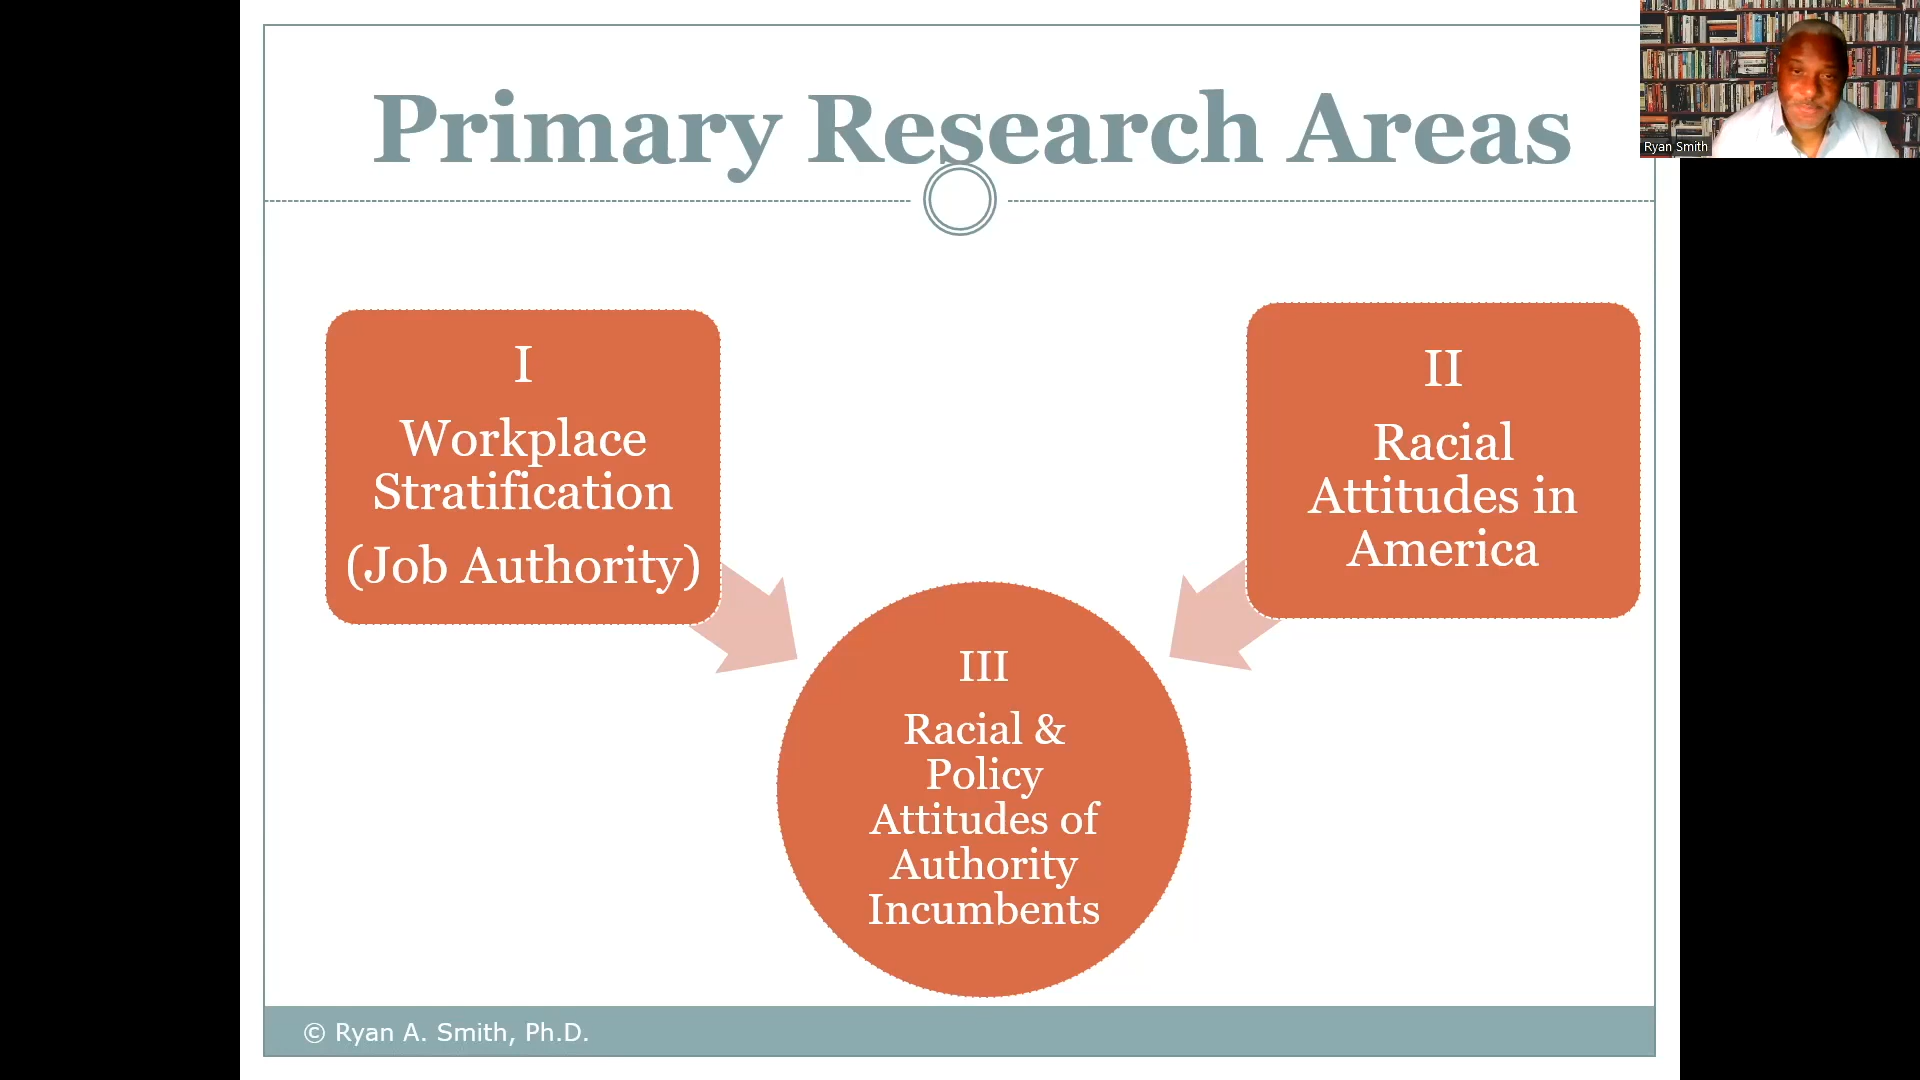 Primary Research Areas
Ryan Smith
I
Workplace
Stratification
(Job Authority)
II
Racial
Attitudes in
America
III
Racial &
Policy
Attitudes of
Authority
Incumbents
© Ryan A. Smith, Ph.D.